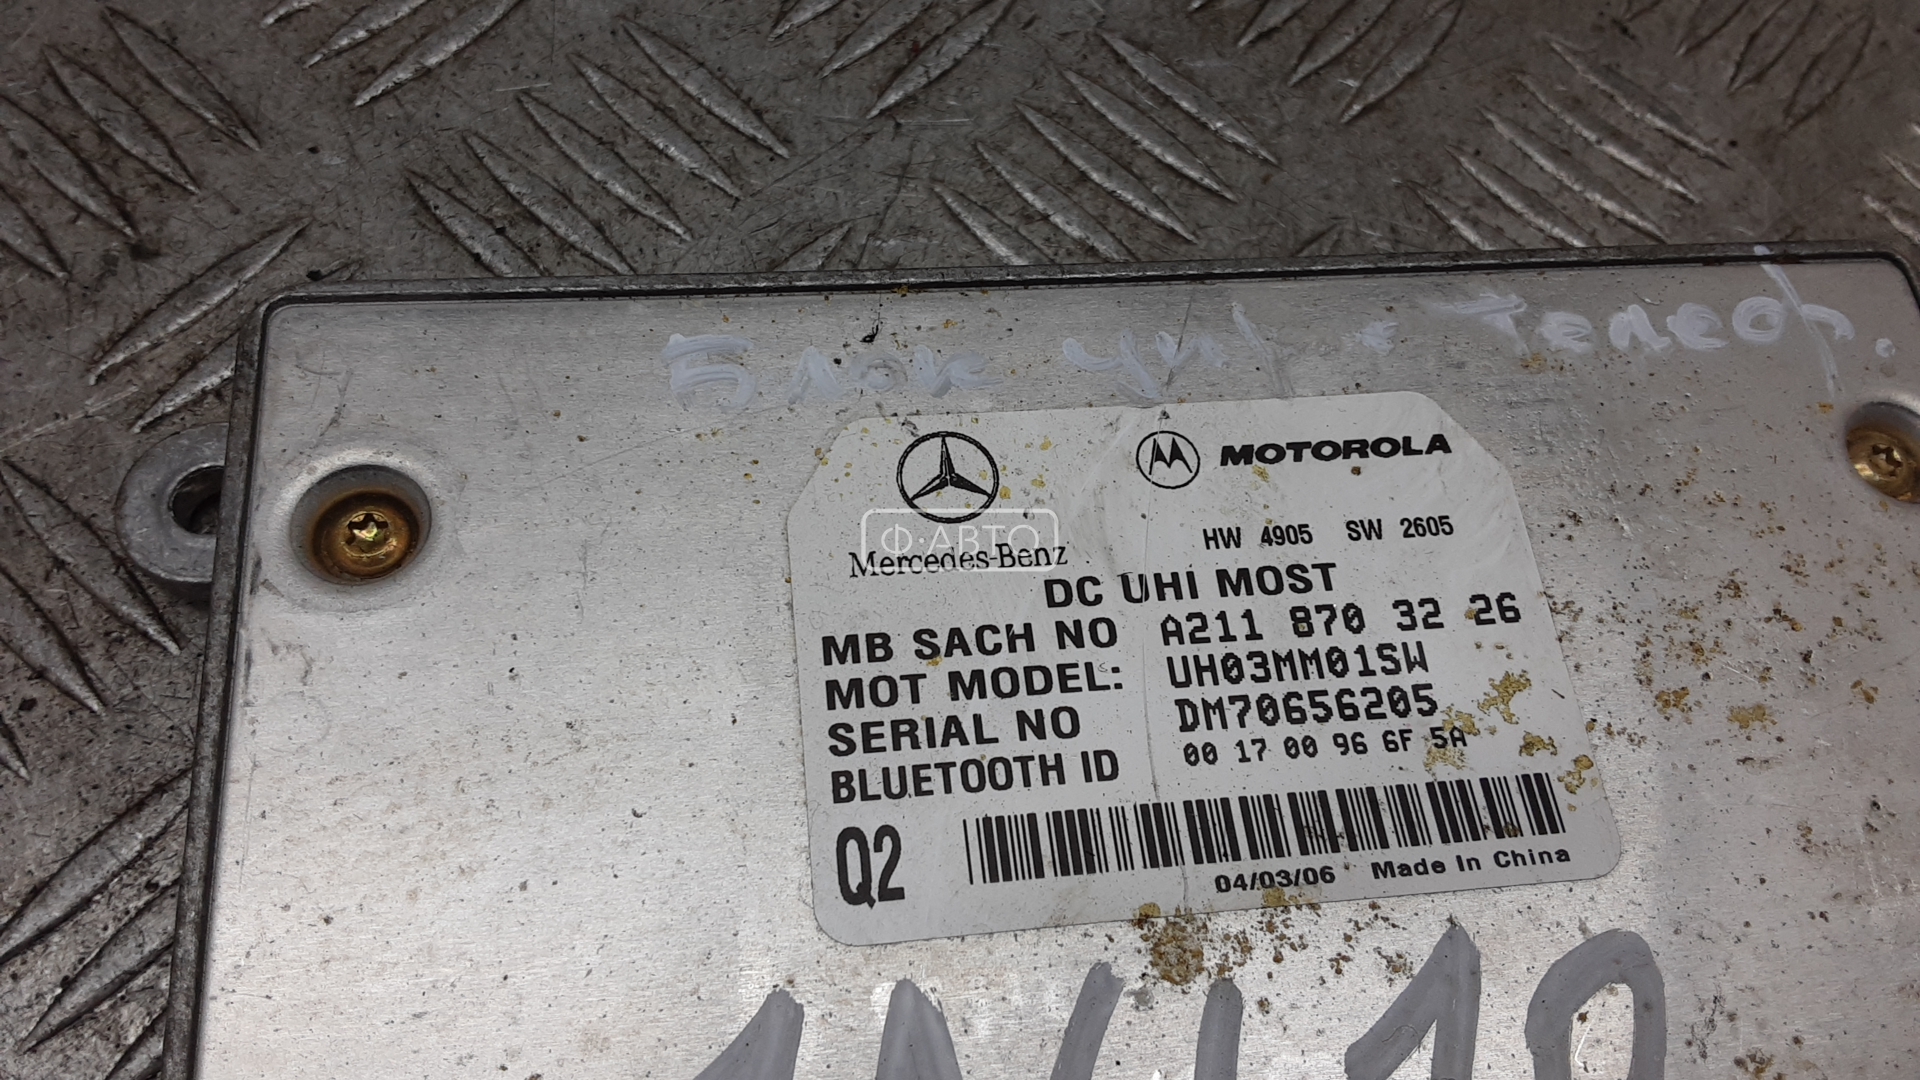 Блок упр. Телеф.
MOTOROLA
Ф·АВТО
Mercedes-Benz
HW 4905 SW 2605
DC UHI MOST
MB SACH NO A211 870 32 26
MOT MODEL: UH03MM01SW
SERIAL NO DM70656205
BLUETOOTH ID 00 17 00 96 6F 5A
Q2
04/03/06 Made In China